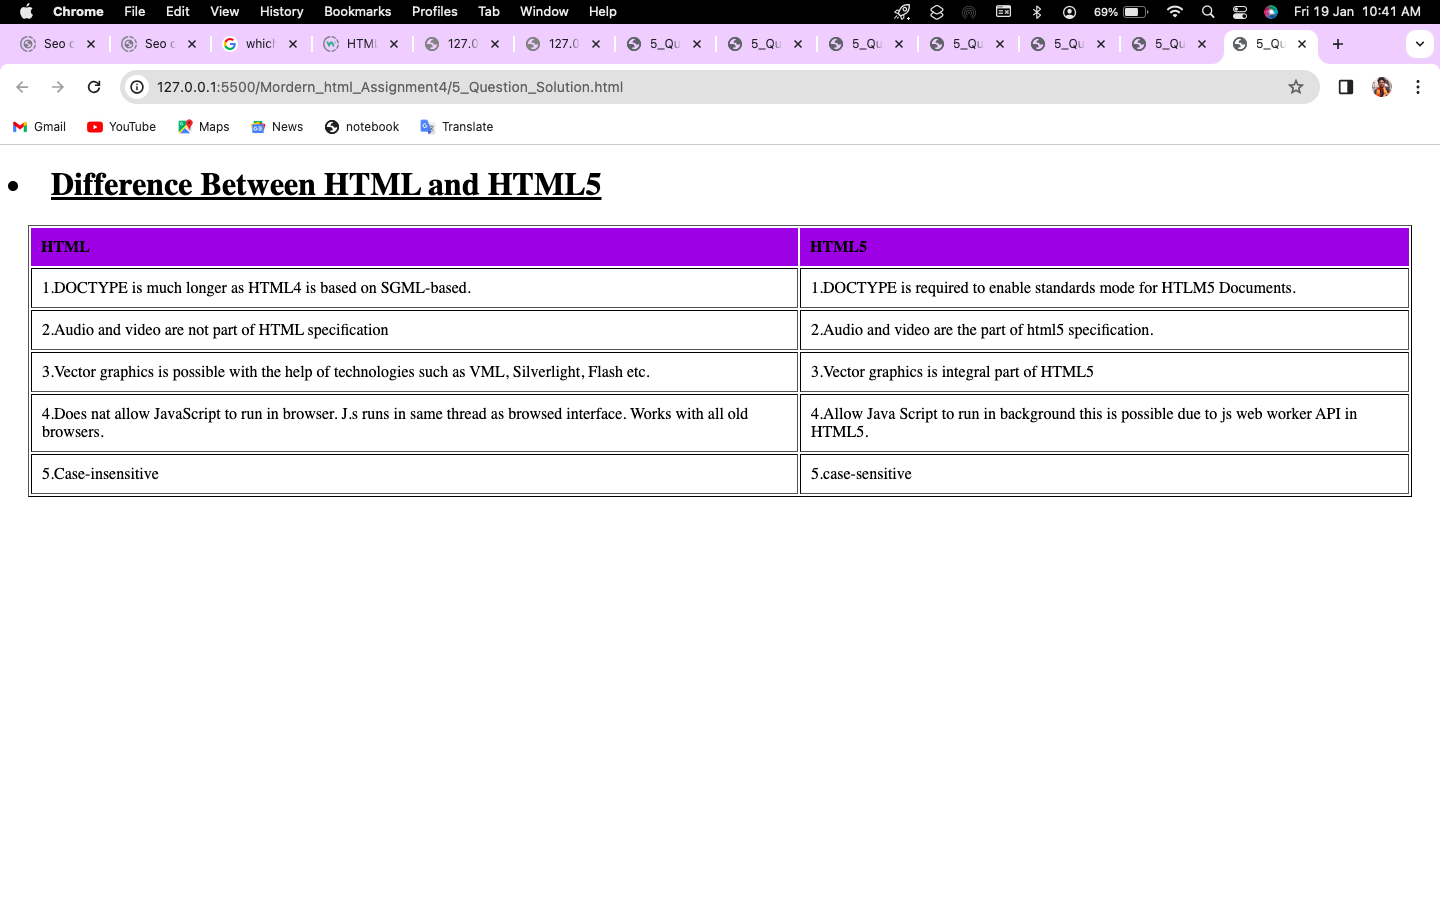 Chrome File Edit View History Bookmarks Profiles Tab Window Help 69% Fri 19 Jan 10:41 AM
Seo Seo G HTM 127.0 127.0 5_Qu 5_Qu 5_Qu 5_Qu 5_Qu 5_Qu 5_Qu
127.0.0.1:5500/Mordern_html_Assignment4/5_Question_Solution.html
Gmail YouTube Maps News notebook Translate
Difference Between HTML and HTML5
HTML HTML5
1.DOCTYPE is much longer as HTML4 is based on SGML-based. 1.DOCTYPE is required to enable standards mode for HTLM5 Documents.
2.Audio and video are not part of HTML specification 2.Audio and video are the part of html5 specification.
3.Vector graphics is possible with the help of technologies such as VML, Silverlight, Flash etc. 3.Vector graphics is integral part of HTML5
4.Does nat allow JavaScript to run in browser. J.s runs in same thread as browsed interface. Works with all old 4.Allow Java Script to run in background this is possible due to js web worker API in
browsers. HTML5.
5.Case-insensitive 5.case-sensitive